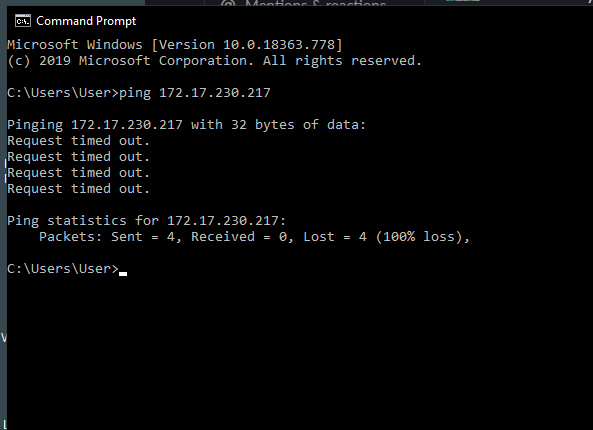 @ Mentions & reactions
Command Prompt
Microsoft Windows [Version 10.0.18363.778]
(c) 2019 Microsoft Corporation. All rights reserved.
C:\Users\User>ping 172.17.230.217
Pinging 172.17.230.217 with 32 bytes of data:
Request timed out.
Request timed out.
Request timed out.
Request timed out.
Ping statistics for 172.17.230.217:
Packets: Sent = 4, Received = 0, Lost = 4 (100% loss),
C:\Users\User>